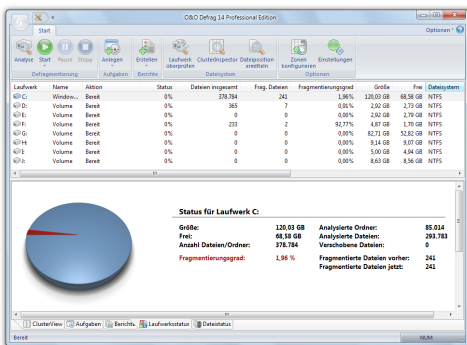 O&O Defrag 14 Professional Edition
Start
Optionen
Analyse Start Pause Stopp Anlegen Erstellen Laufwerk überprüfen ClusterInspector Dateiposition ermitteln Zonen konfigurieren Einstellungen
Defragmentierung Aufgaben Berichte Dateisystem Optionen
Laufwerk Name Aktion Status Dateien insgesamt Frag. Dateien Fragmentierungsgrad Größe Frei Dateisystem
C: Window... Bereit 0% 378.784 241 1,96% 120,03 GB 68,58 GB NTFS
D: Volume Bereit 0% 365 7 0,91% 2,92 GB 2,73 GB NTFS
E: Volume Bereit 0% 0 0 0,00% 2,92 GB 2,79 GB NTFS
F: Volume Bereit 0% 233 2 92,77% 4,87 GB 1,70 GB NTFS
G: Volume Bereit 0% 0 0 0,00% 82,71 GB 52,82 GB NTFS
H: Volume Bereit 0% 0 0 0,00% 9,14 GB 9,07 GB NTFS
I: Volume Bereit 0% 0 0 0,00% 5,00 GB 4,94 GB NTFS
J: Volume Bereit 0% 0 0 0,00% 8,63 GB 8,56 GB NTFS
Status für Laufwerk C:
Größe: 120,03 GB Analysierte Ordner: 85.014
Frei: 68,58 GB Analysierte Dateien: 293.783
Anzahl Dateien/Ordner: 378.784 Verschobene Dateien: 0
Fragmentierungsgrad: 1,96 % Fragmentierte Dateien vorher: 241
Fragmentierte Dateien jetzt: 241
ClusterView Aufgaben Berichte Laufwerksstatus Dateistatus
Bereit NUM